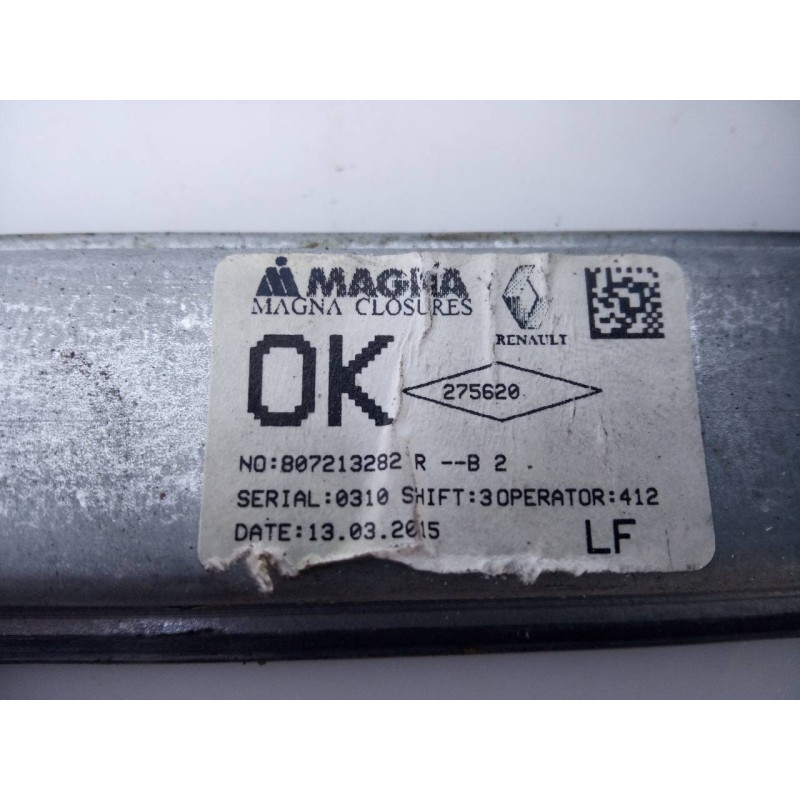 MAGNA
MAGNA CLOSURES
RENAULT
OK
275620
NO:807213282 R --B 2
SERIAL:0310 SHIFT:3OPERATOR:412
DATE:13.03.2015
LF